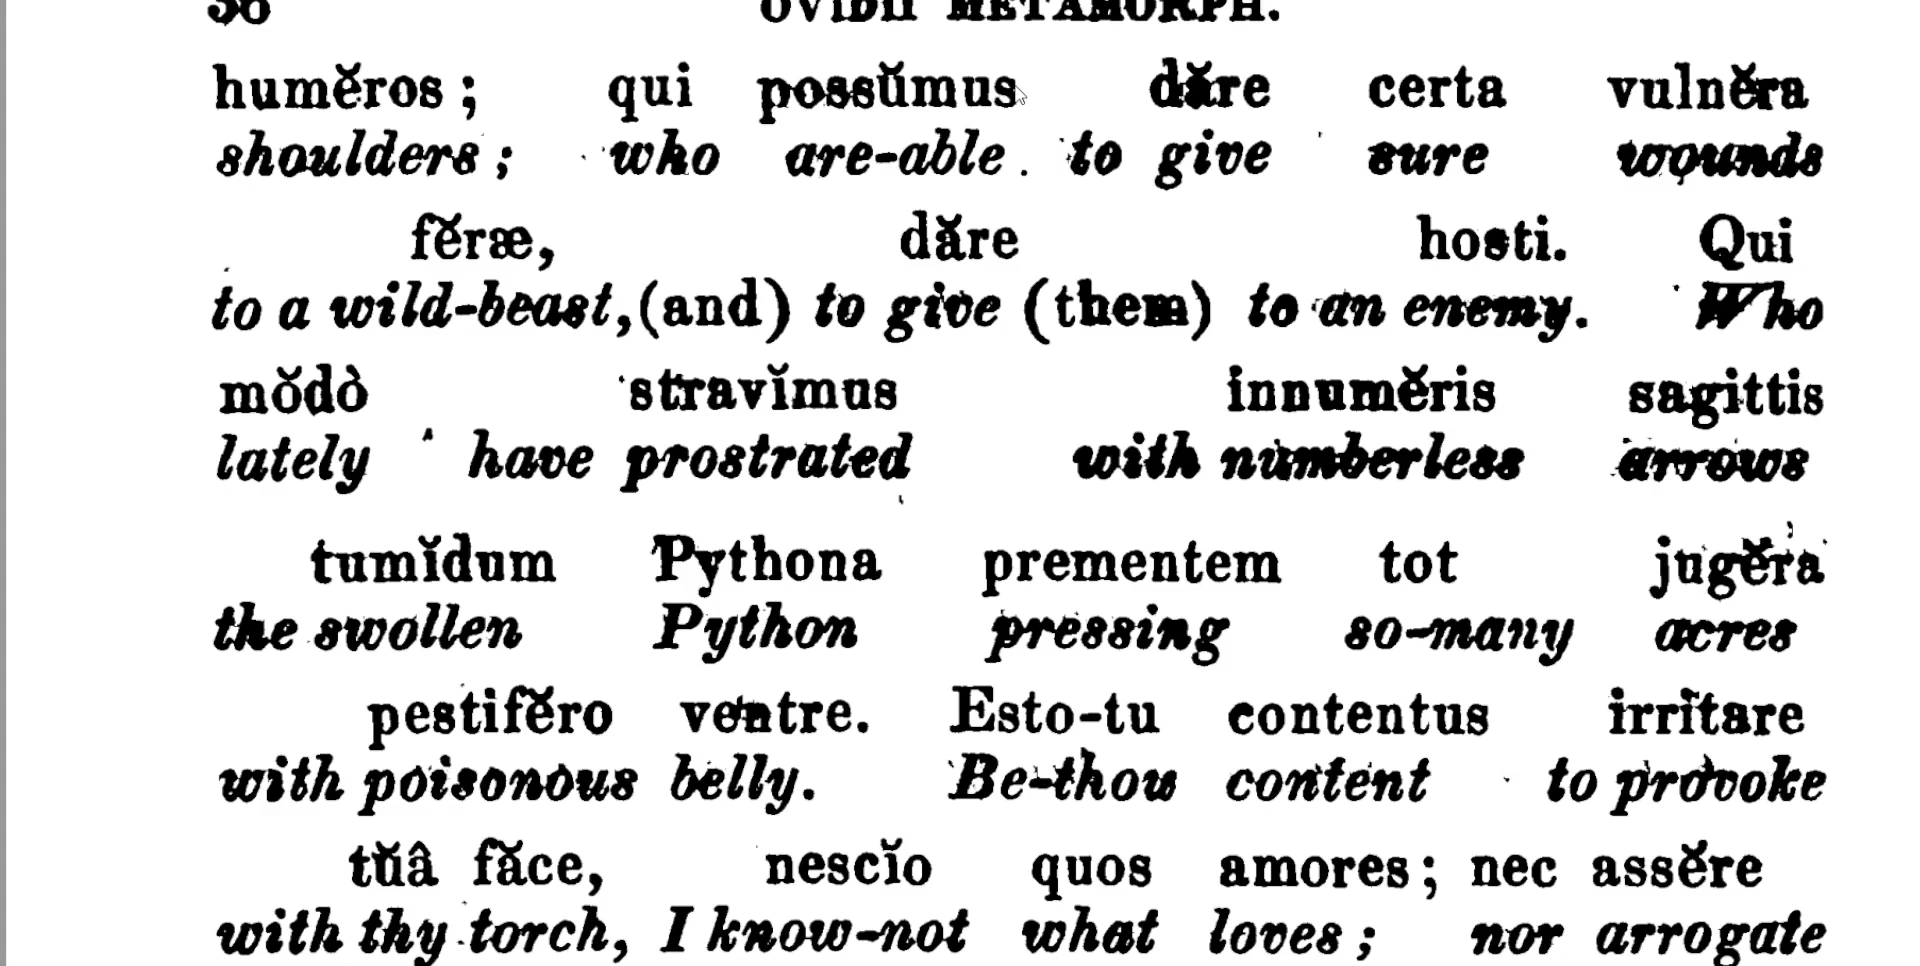 OVIDII METAMORPH.
humĕros; qui possŭmus dăre certa vulnĕra
shoulders; who are-able to give sure wounds
fĕræ, dăre hosti. Qui
to a wild-beast, (and) to give (them) to an enemy. Who
mŏdò stravĭmus innumĕris sagittis
lately have prostrated with numberless arrows
tumĭdum Pythona prementem tot jugĕra
the swollen Python pressing so-many acres
pestifĕro ventre. Esto-tu contentus irrĭtare
with poisonous belly. Be-thou content to provoke
tŭâ făce, nescĭo quos amores; nec assĕre
with thy torch, I know-not what loves; nor arrogate